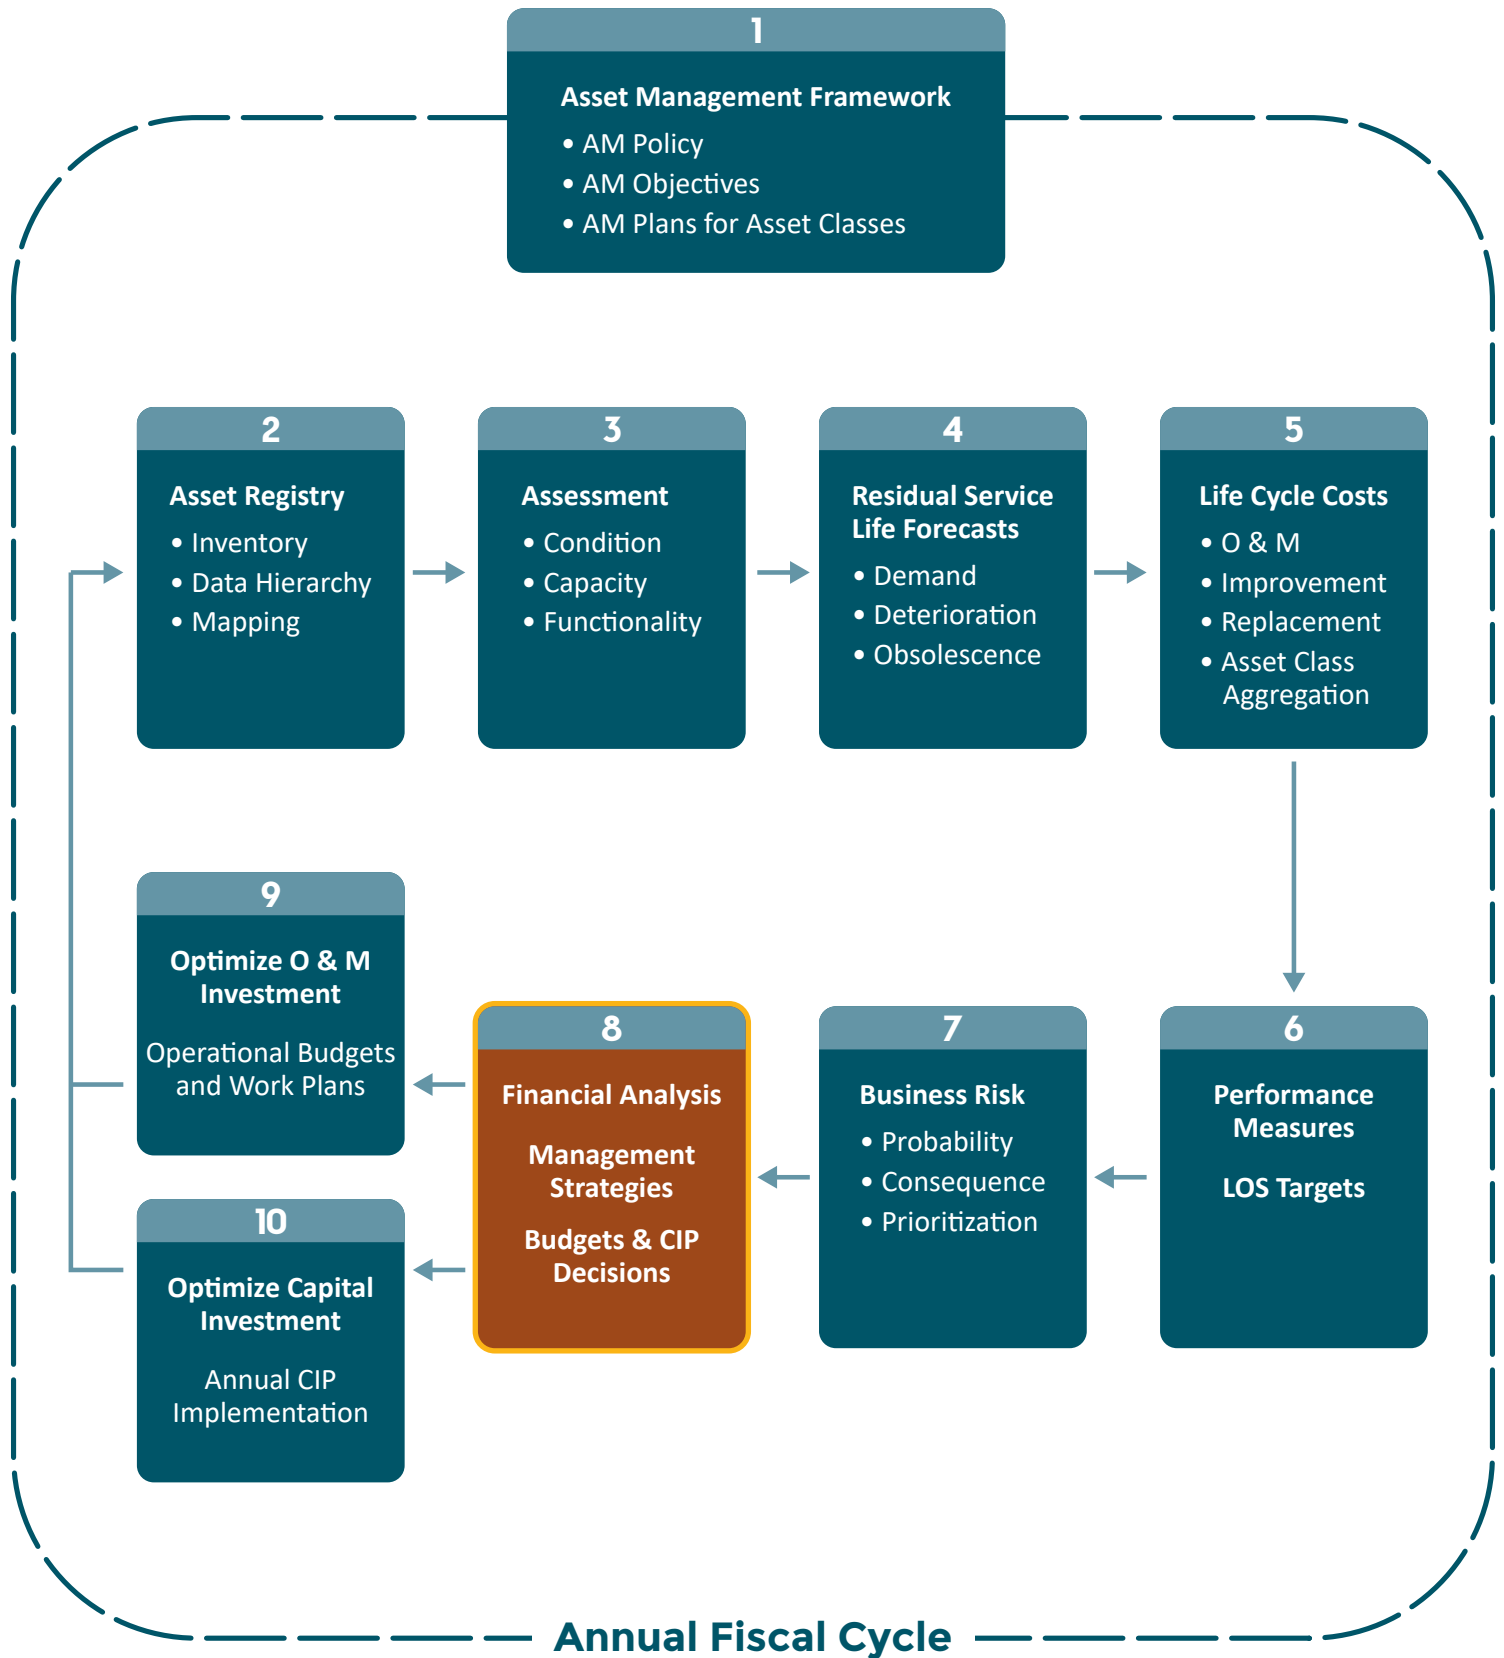 1
Asset Management Framework
• AM Policy
• AM Objectives
• AM Plans for Asset Classes
2
Asset Registry
• Inventory
• Data Hierarchy
• Mapping
3
Assessment
• Condition
• Capacity
• Functionality
4
Residual Service
Life Forecasts
• Demand
• Deterioration
• Obsolescence
5
Life Cycle Costs
• O & M
• Improvement
• Replacement
• Asset Class
Aggregation
6
Performance
Measures
LOS Targets
7
Business Risk
• Probability
• Consequence
• Prioritization
8
Financial Analysis
Management
Strategies
Budgets & CIP
Decisions
9
Optimize O & M
Investment
Operational Budgets
and Work Plans
10
Optimize Capital
Investment
Annual CIP
Implementation
Annual Fiscal Cycle